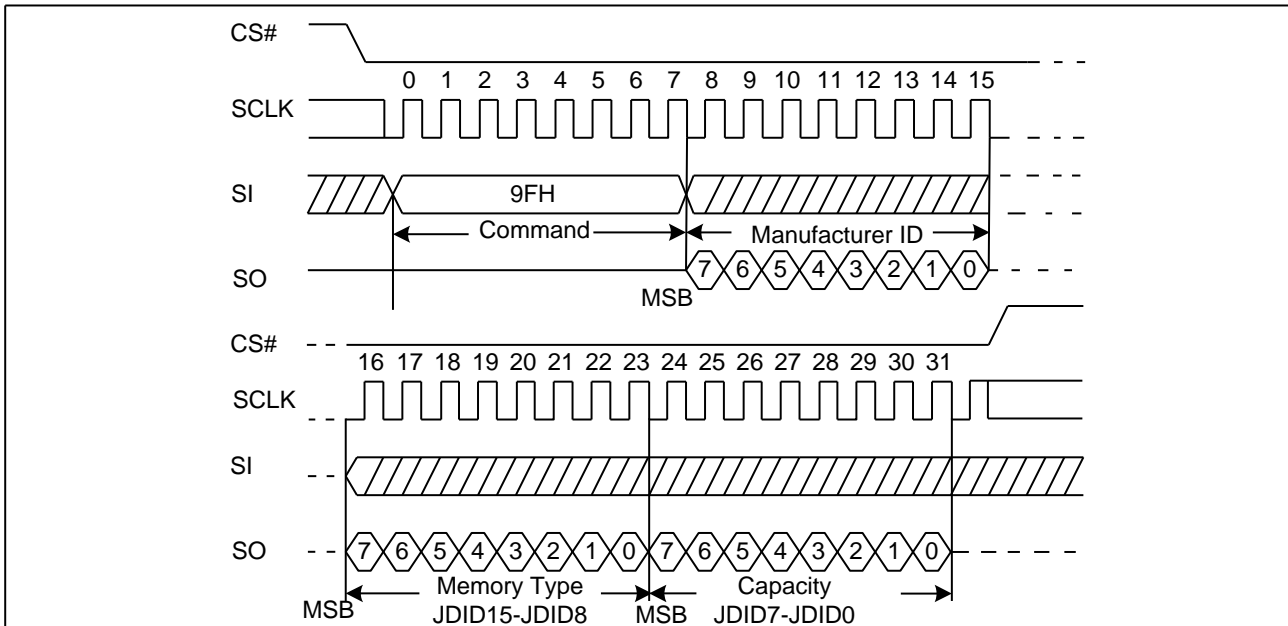 CS#
0 1 2 3 4 5 6 7 8 9 10 11 12 13 14 15
SCLK
SI
9FH
Command
Manufacturer ID
SO
7 6 5 4 3 2 1 0
MSB
CS#
16 17 18 19 20 21 22 23 24 25 26 27 28 29 30 31
SCLK
SI
SO
7 6 5 4 3 2 1 0 7 6 5 4 3 2 1 0
Memory Type
Capacity
MSB
JDID15-JDID8
MSB
JDID7-JDID0